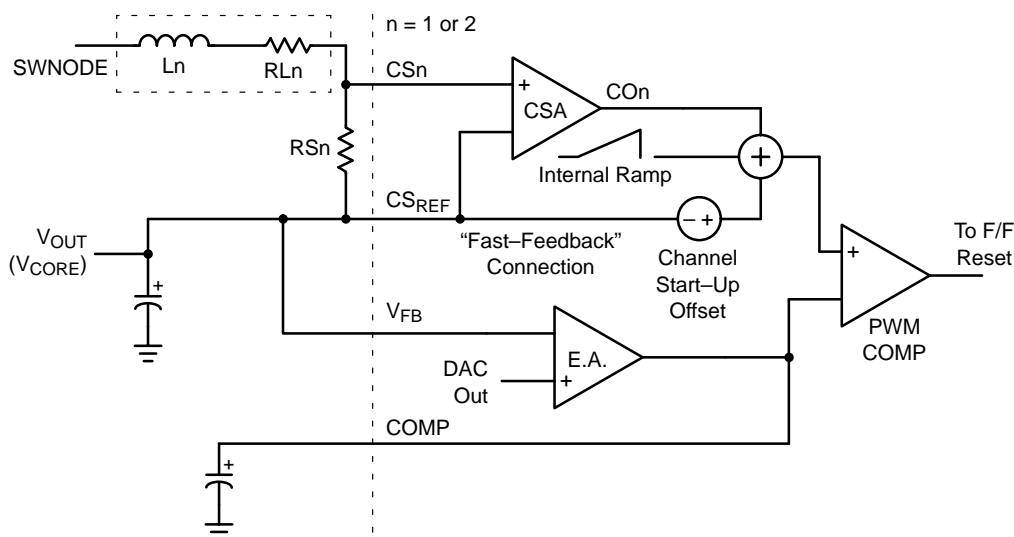 n = 1 or 2
SWNODE
Ln
RLn
CSn
+
CSA
COn
RSn
Internal Ramp
+
CSREF
– +
VOUT
(VCORE)
+
“Fast–Feedback”
Connection
Channel
Start–Up
Offset
To F/F
Reset
+
PWM
COMP
VFB
E.A.
DAC
Out
+
COMP
+